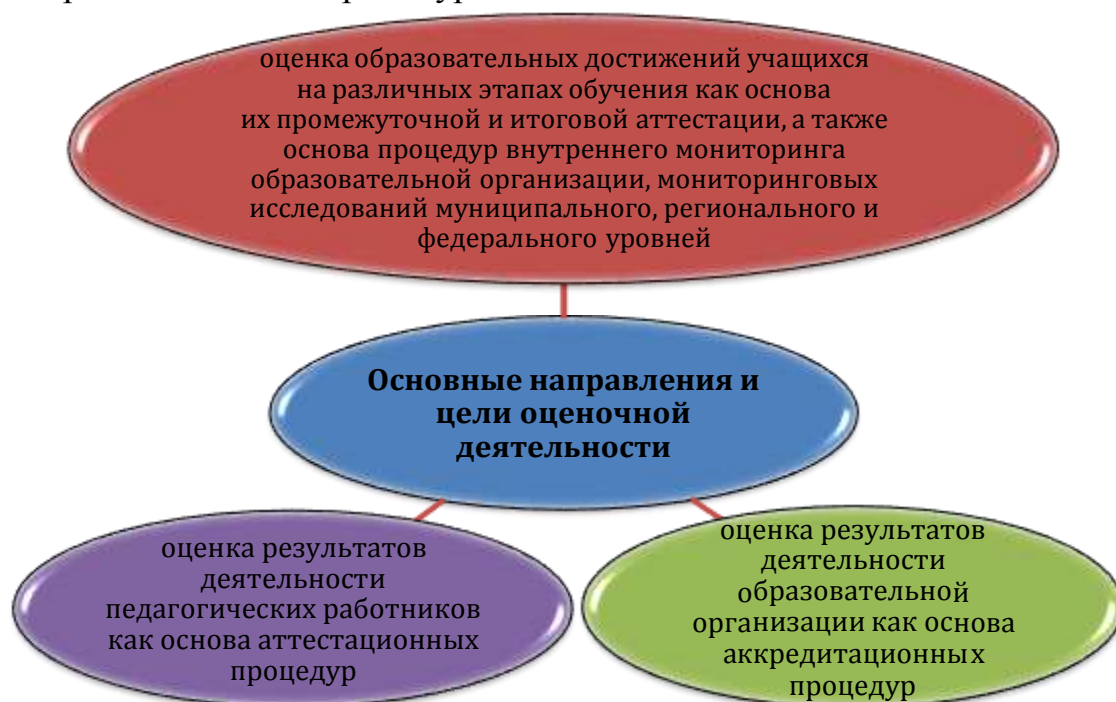 оценка образовательных достижений учащихся
на различных этапах обучения как основа
их промежуточной и итоговой аттестации, а также
основа процедур внутреннего мониторинга
образовательной организации, мониторинговых
исследований муниципального, регионального и
федерального уровней
Основные направления и
цели оценочной
деятельности
оценка результатов
деятельности
педагогических работников
как основа аттестационных
процедур
оценка результатов
деятельности
образовательной
организации как основа
аккредитационных
процедур